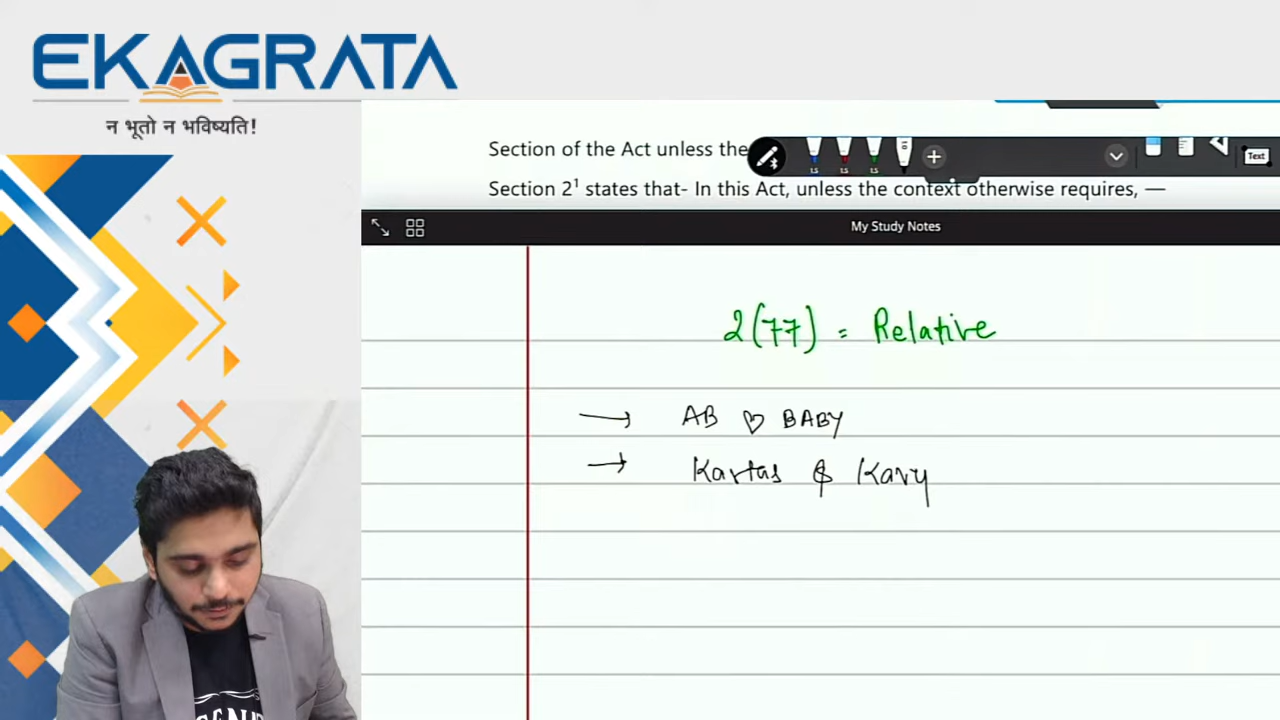 EKAGRATA
न भूतो न भविष्यति!
Section of the Act unless the
Text
Section 2¹ states that- In this Act, unless the context otherwise requires, —
My Study Notes
2(77) = Relative
→ AB ♡ BABY
→ Kartas & Kavy